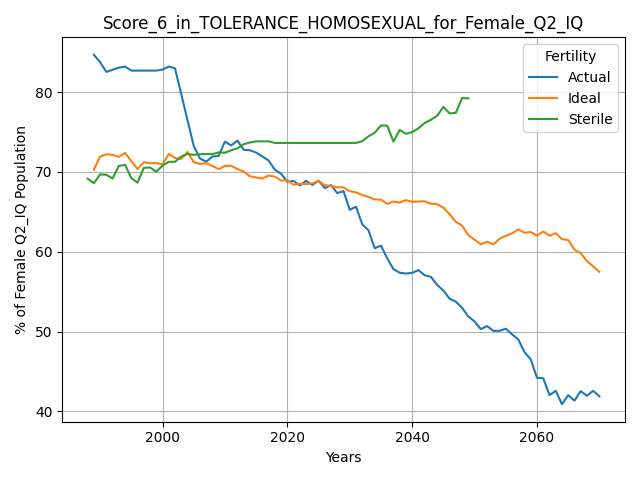 Score_6_in_TOLERANCE_HOMOSEXUAL_for_Female_Q2_IQ
Fertility
Actual
Ideal
Sterile
% of Female Q2_IQ Population
80
70
60
50
40
2000
2020
2040
2060
Years